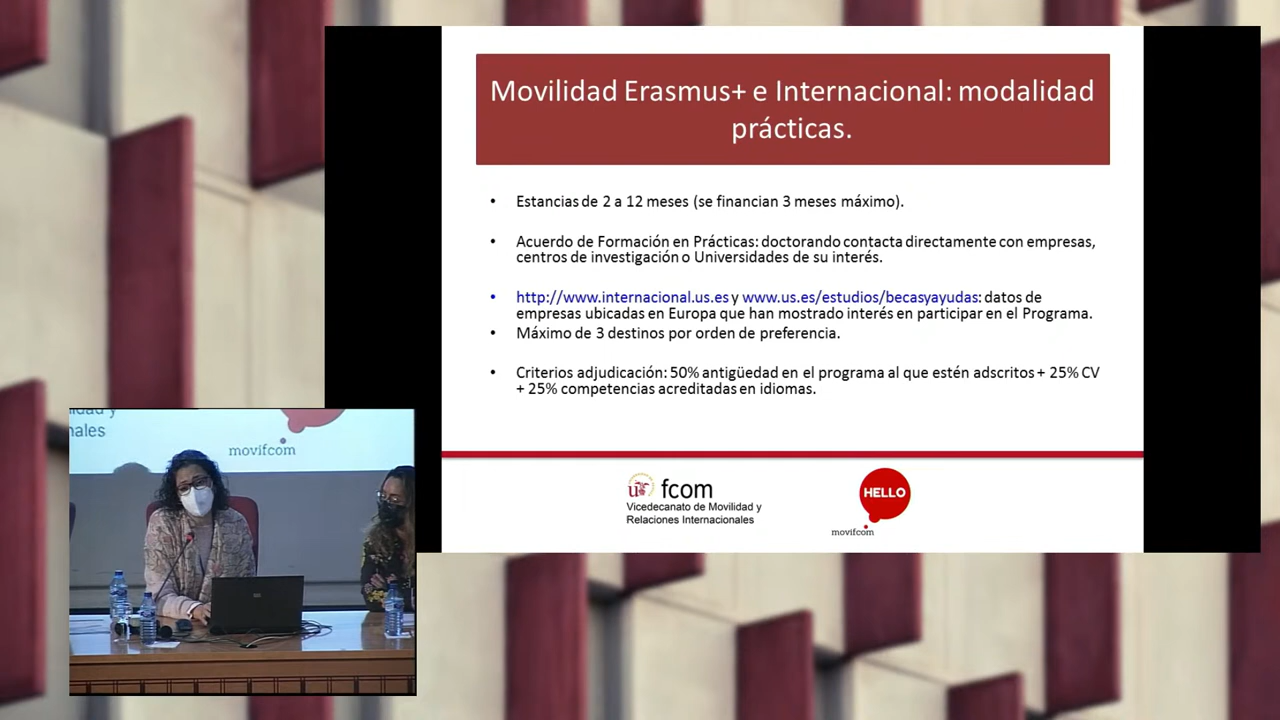 Movilidad Erasmus+ e Internacional: modalidad
prácticas.
• Estancias de 2 a 12 meses (se financian 3 meses máximo).
• Acuerdo de Formación en Prácticas: doctorando contacta directamente con empresas,
centros de investigación o Universidades de su interés.
• http://www.internacional.us.es y www.us.es/estudios/becasyayudas: datos de
empresas ubicadas en Europa que han mostrado interés en participar en el Programa.
• Máximo de 3 destinos por orden de preferencia.
• Criterios adjudicación: 50% antigüedad en el programa al que estén adscritos + 25% CV
+ 25% competencias acreditadas en idiomas.
fcom
Vicedecanato de Movilidad y
Relaciones Internacionales
HELLO
movifcom
idad y
nales
movifcom